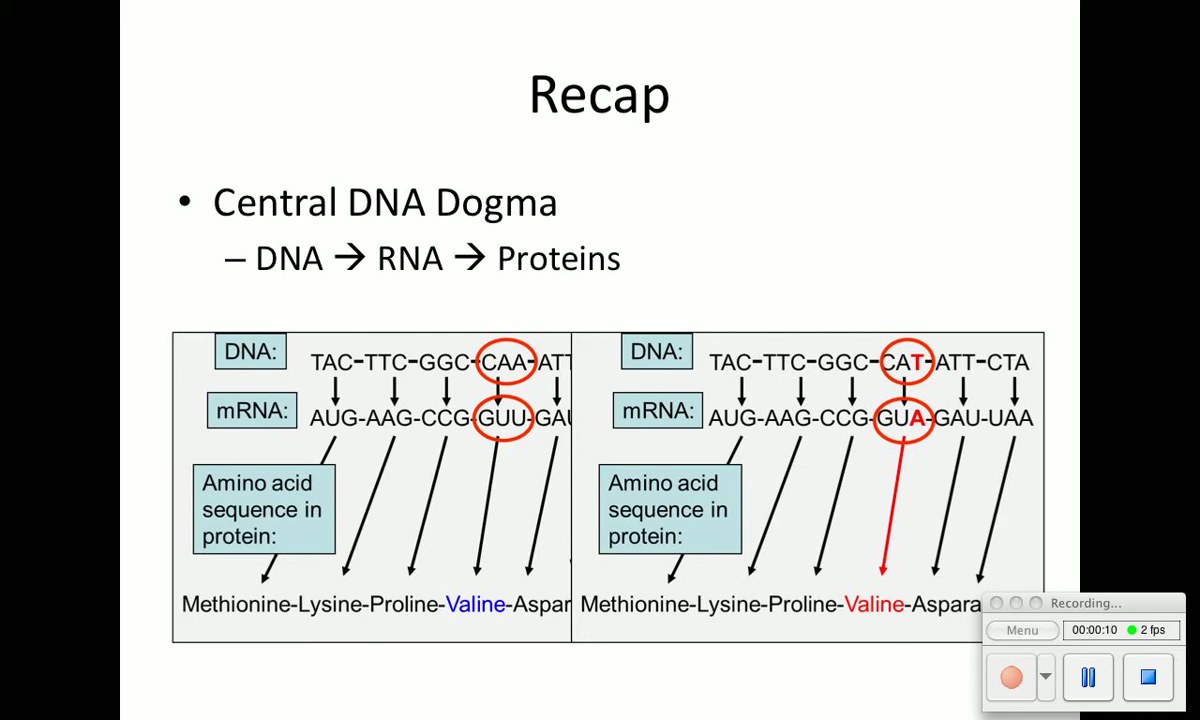 Recap
• Central DNA Dogma
– DNA → RNA → Proteins
DNA:
TAC-TTC-GGC-CAA-ATT
mRNA:
AUG-AAG-CCG-GUU-GAU
Amino acid
sequence in
protein:
Methionine-Lysine-Proline-Valine-Aspar
DNA:
TAC-TTC-GGC-CAT-ATT-CTA
mRNA:
AUG-AAG-CCG-GUA-GAU-UAA
Amino acid
sequence in
protein:
Methionine-Lysine-Proline-Valine-Aspara
Recording...
Menu
00:00:10 2 fps